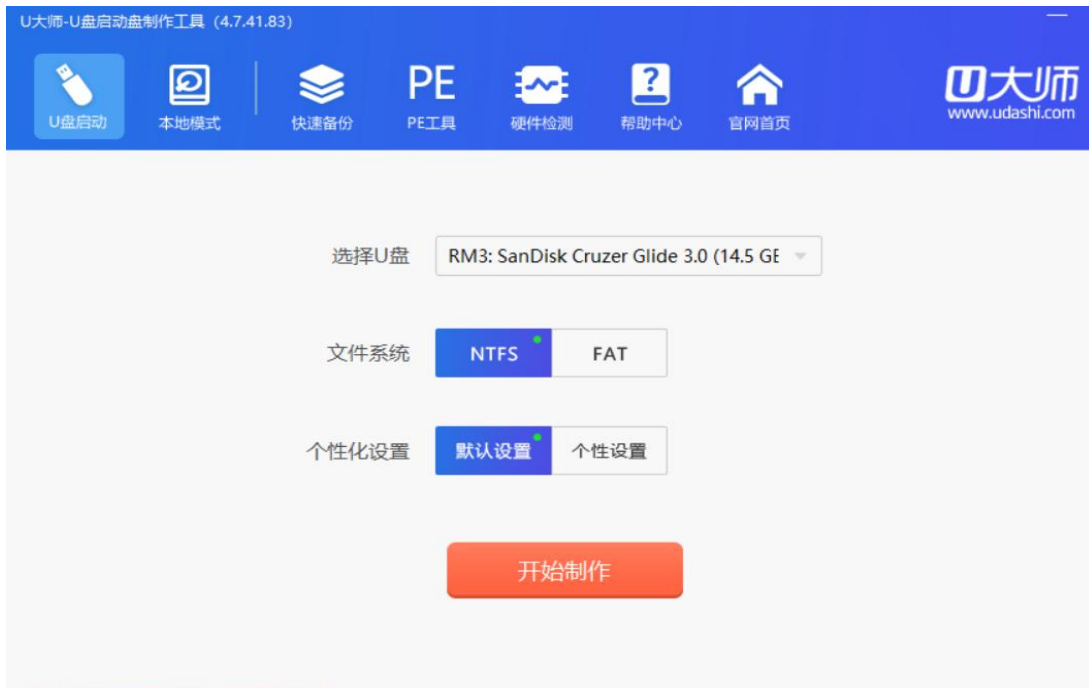 U大师-U盘启动盘制作工具（4.7.41.83）
U盘启动
本地模式
快速备份
PE
PE工具
硬件检测
?
帮助中心
官网首页
U大师
www.udashi.com
选择U盘
RM3: SanDisk Cruzer Glide 3.0 (14.5 GE
文件系统
NTFS
FAT
个性化设置
默认设置
个性设置
开始制作